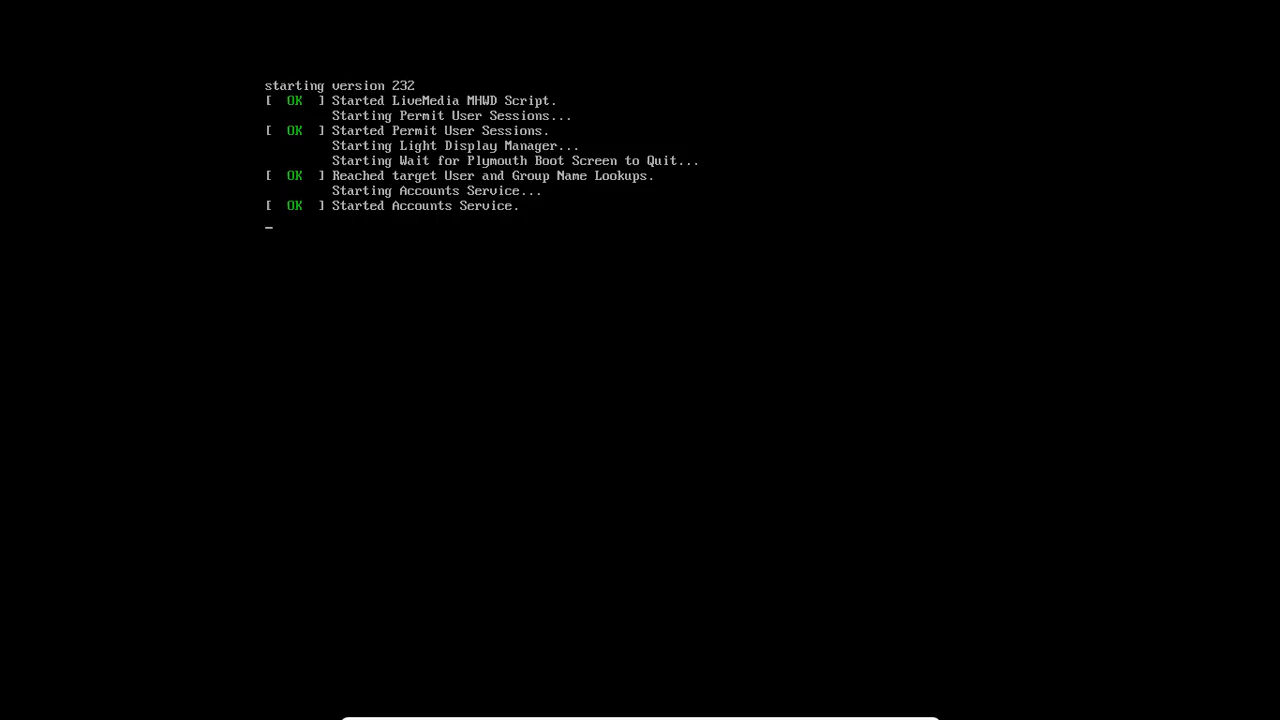 starting version 232
[  OK  ] Started LiveMedia MHWD Script.
Starting Permit User Sessions...
[  OK  ] Started Permit User Sessions.
Starting Light Display Manager...
Starting Wait for Plymouth Boot Screen to Quit...
[  OK  ] Reached target User and Group Name Lookups.
Starting Accounts Service...
[  OK  ] Started Accounts Service.
_